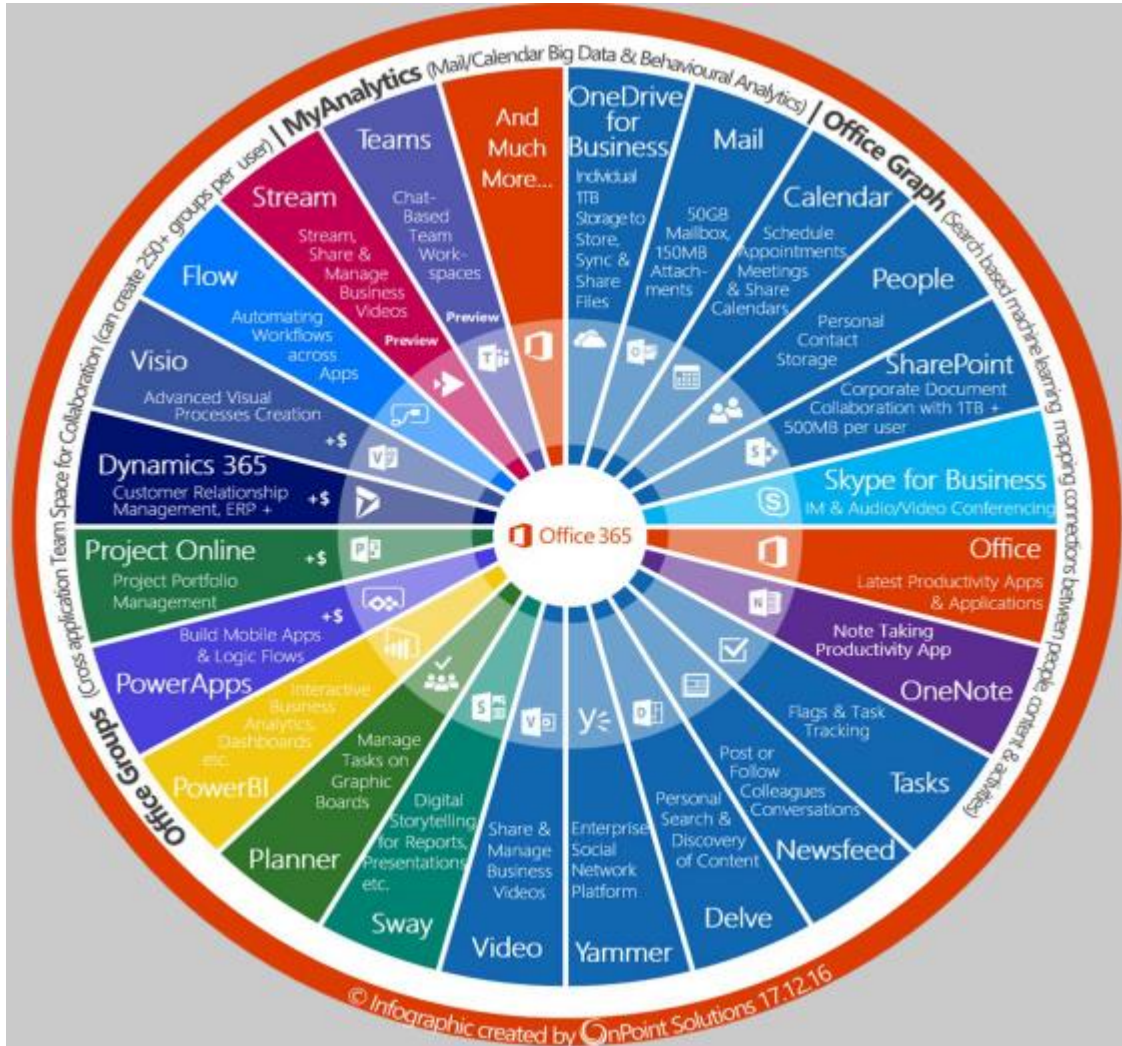 MyAnalytics (Mail/Calendar Big Data & Behavioural Analytics) |
Office Graph (Search based machine learning mapping connections between people, content & activities)
Office Groups (Cross application Team Space for Collaboration (can create 250+ groups per user) |
OneDrive
for
Business
Individual
1TB
Storage to
Store,
Sync &
Share
Files
Mail
50GB
Mailbox,
150MB
Attach-
ments
Calendar
Schedule
Appointments,
Meetings
& Share
Calendars
People
Personal
Contact
Storage
SharePoint
Corporate Document
Collaboration with 1TB +
500MB per user
Skype for Business
IM & Audio/Video Conferencing
Office
Latest Productivity Apps
& Applications
Note Taking
Productivity App
OneNote
Flags & Task
Tracking
Tasks
Post or
Follow
Colleagues
Conversations
Newsfeed
Personal
Search &
Discovery
of Content
Delve
Enterprise
Social
Network
Platform
Yammer
Share &
Manage
Business
Videos
Video
Digital
Storytelling
for Reports,
Presentations
etc.
Sway
Manage
Tasks on
Graphic
Boards
Planner
Interactive
Business
Analytics,
Dashboards
etc.
PowerBI
+$
Build Mobile Apps
& Logic Flows
PowerApps
Project Online
+$
Project Portfolio
Management
Dynamics 365
Customer Relationship
Management, ERP +
+$
Visio
Advanced Visual
Processes Creation
+$
Flow
Automating
Workflows
across
Apps
Stream
Stream,
Share &
Manage
Business
Videos
Preview
Teams
Chat-
Based
Team
Work-
spaces
Preview
And
Much
More...
Office 365
© Infographic created by OnPoint Solutions 17.12.16